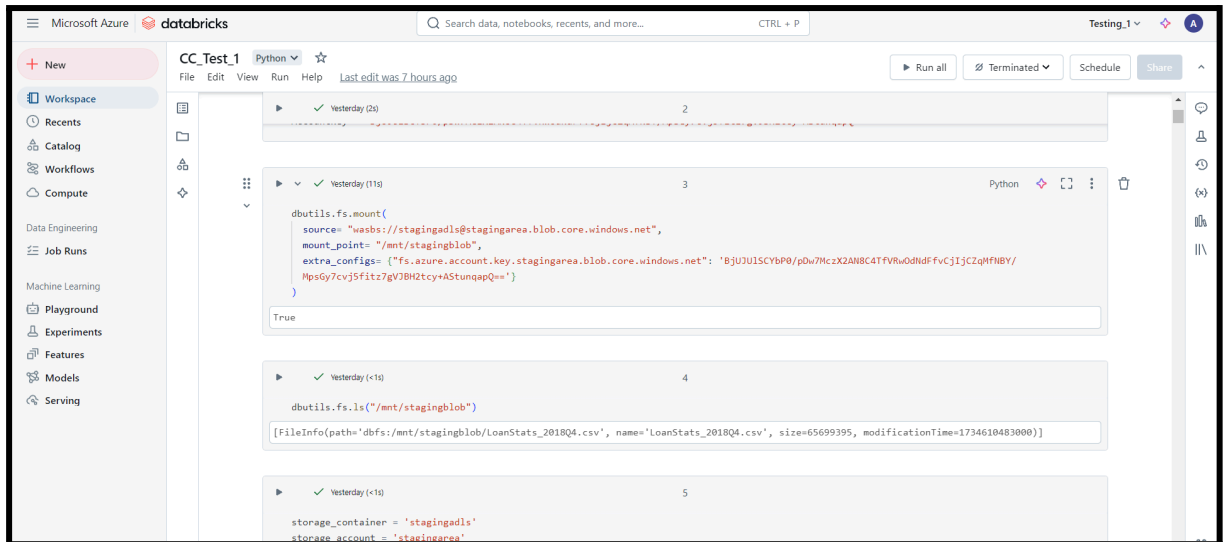 Microsoft Azure databricks
Search data, notebooks, recents, and more... CTRL + P
Testing_1
A
New
Workspace
Recents
Catalog
Workflows
Compute
Data Engineering
Job Runs
Machine Learning
Playground
Experiments
Features
Models
Serving
CC_Test_1 Python
File Edit View Run Help Last edit was 7 hours ago
Run all Terminated Schedule Share
Yesterday (2s) 2
Yesterday (11s) 3 Python
dbutils.fs.mount(
source= "wasbs://stagingadls@stagingarea.blob.core.windows.net",
mount_point= "/mnt/stagingblob",
extra_configs= {"fs.azure.account.key.stagingarea.blob.core.windows.net": 'BjUJUlSCYbP0/pDw7MczX2AN8C4TfVRwOdNdFfvCjIjCZqMfNBY/
MpsGy7cvj5fitz7gVJBH2tcy+AStunqapQ=='}
)
True
Yesterday (<1s) 4
dbutils.fs.ls("/mnt/stagingblob")
[FileInfo(path='dbfs:/mnt/stagingblob/LoanStats_2018Q4.csv', name='LoanStats_2018Q4.csv', size=65699395, modificationTime=1734610483000)]
Yesterday (<1s) 5
storage_container = 'stagingadls'
storage_account = 'stagingarea'